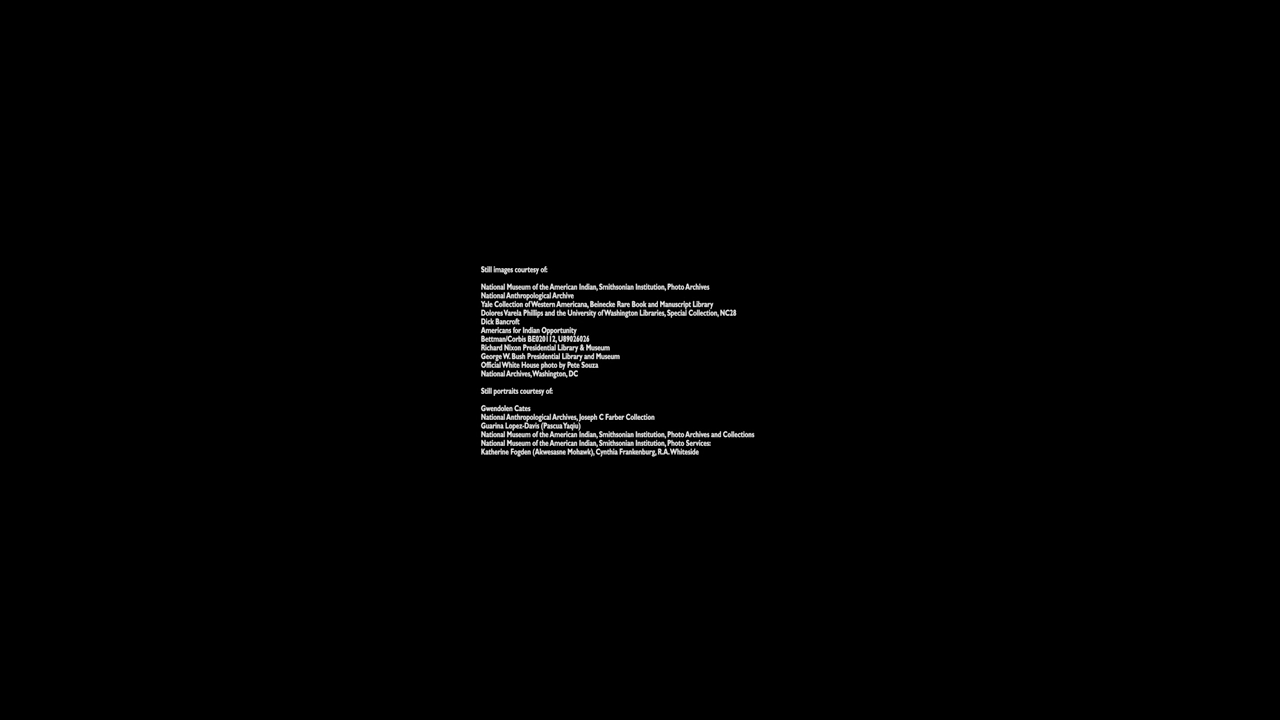 Still images courtesy of:
National Museum of the American Indian, Smithsonian Institution, Photo Archives
National Anthropological Archive
Yale Collection of Western Americana, Beinecke Rare Book and Manuscript Library
Dolores Varela Phillips and the University of Washington Libraries, Special Collection, NC28
Dick Bancroft
Americans for Indian Opportunity
Bettman/Corbis BE020112, U89026026
Richard Nixon Presidential Library & Museum
George W. Bush Presidential Library and Museum
Official White House photo by Pete Souza
National Archives, Washington, DC
Still portraits courtesy of:
Gwendolen Cates
National Anthropological Archives, Joseph C Farber Collection
Guarina Lopez-Davis (Pascua Yaqiu)
National Museum of the American Indian, Smithsonian Institution, Photo Archives and Collections
National Museum of the American Indian, Smithsonian Institution, Photo Services:
Katherine Fogden (Akwesasne Mohawk), Cynthia Frankenburg, R.A. Whiteside